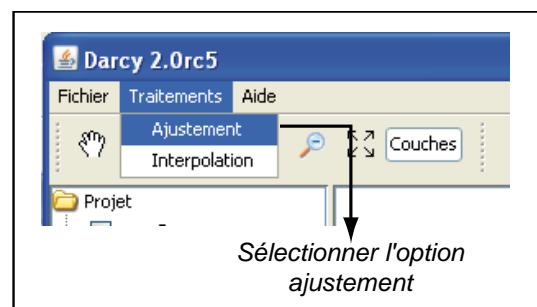 Darcy 2.0rc5
Fichier Traitements Aide
Ajustement
Interpolation
Couches
Projet
Sélectionner l'option
ajustement